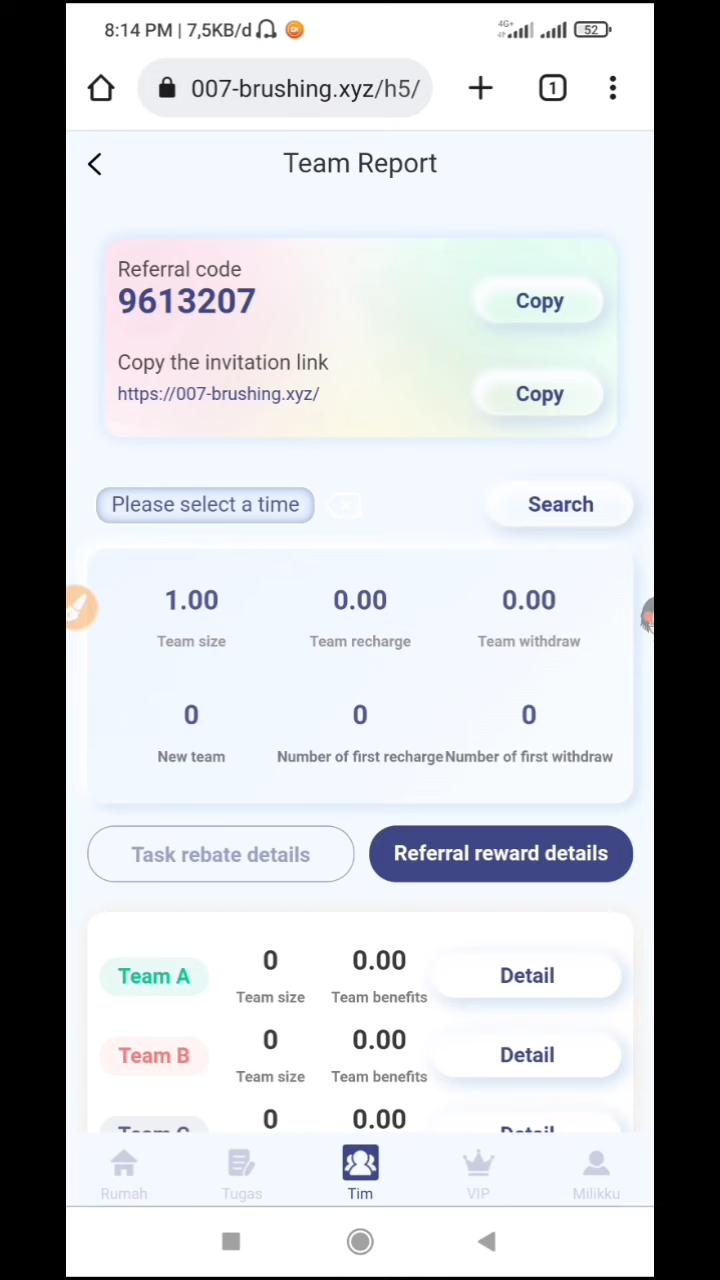 8:14 PM | 7,5KB/d
4G+
52
007-brushing.xyz/h5/
1
Team Report
Referral code
9613207
Copy
Copy the invitation link
https://007-brushing.xyz/
Copy
Please select a time
Search
1.00 0.00 0.00
Team size Team recharge Team withdraw
0 0 0
New team Number of first recharge Number of first withdraw
Task rebate details Referral reward details
Team A 0 0.00 Detail
Team size Team benefits
Team B 0 0.00 Detail
Team size Team benefits
Team C 0 0.00 Detail
Rumah Tugas Tim VIP Milikku